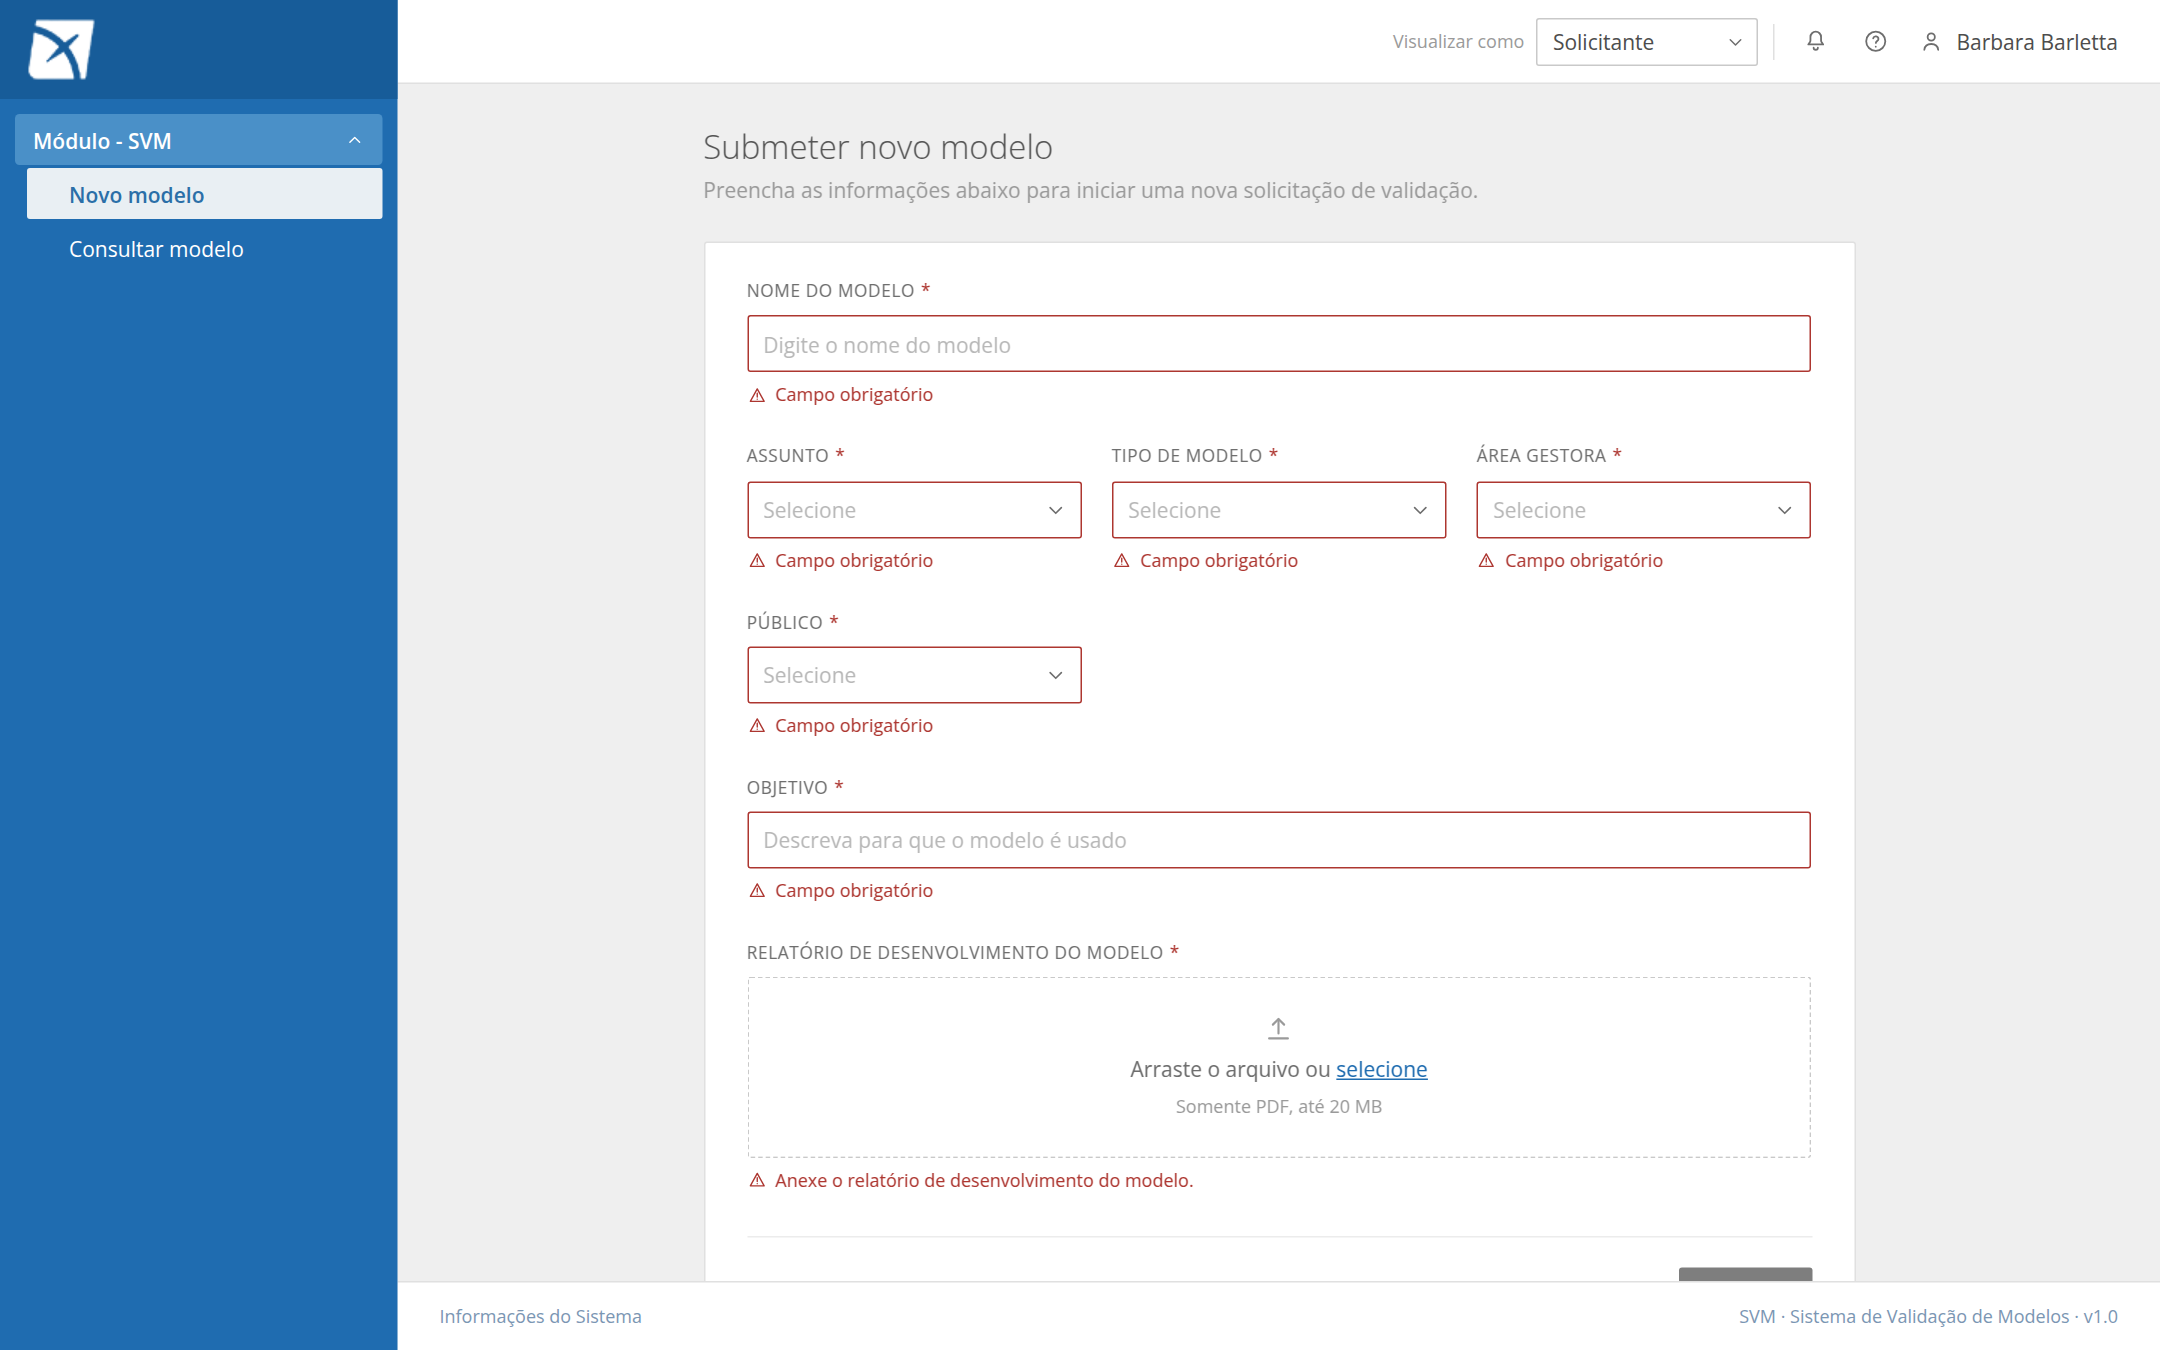 Visualizar como
Solicitante
Barbara Barletta
Módulo - SVM
Novo modelo
Consultar modelo
Submeter novo modelo
Preencha as informações abaixo para iniciar uma nova solicitação de validação.
NOME DO MODELO *
Digite o nome do modelo
Campo obrigatório
ASSUNTO * TIPO DE MODELO * ÁREA GESTORA *
Selecione Selecione Selecione
Campo obrigatório Campo obrigatório Campo obrigatório
PÚBLICO *
Selecione
Campo obrigatório
OBJETIVO *
Descreva para que o modelo é usado
Campo obrigatório
RELATÓRIO DE DESENVOLVIMENTO DO MODELO *
Arraste o arquivo ou selecione
Somente PDF, até 20 MB
Anexe o relatório de desenvolvimento do modelo.
Informações do Sistema
SVM · Sistema de Validação de Modelos · v1.0